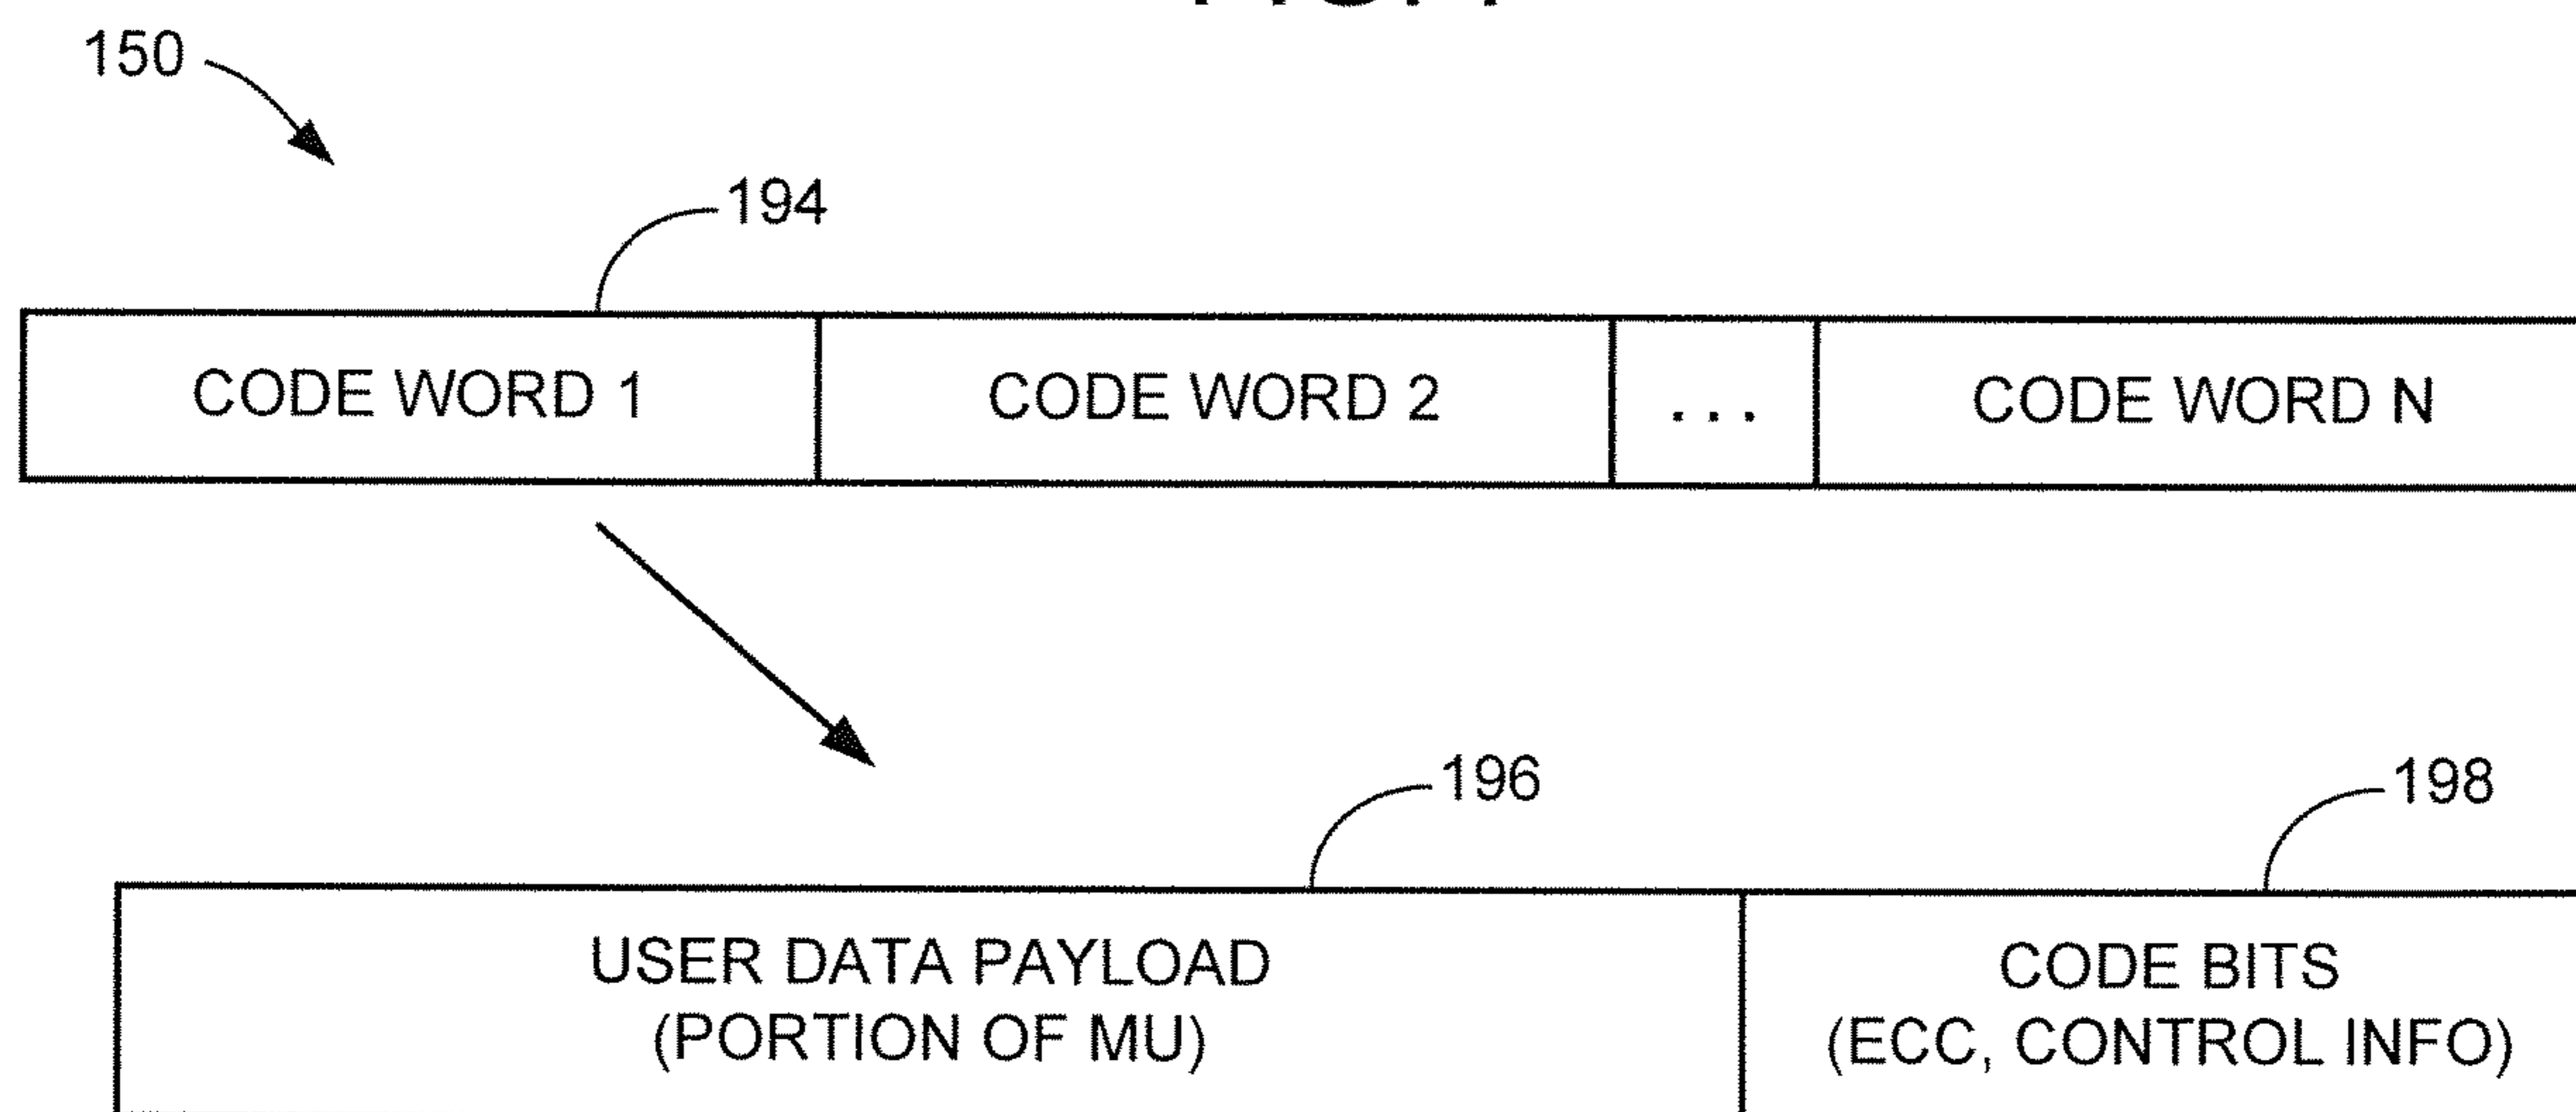 150
194
CODE WORD 1 CODE WORD 2 ... CODE WORD N
196
198
USER DATA PAYLOAD
(PORTION OF MU)
CODE BITS
(ECC, CONTROL INFO)